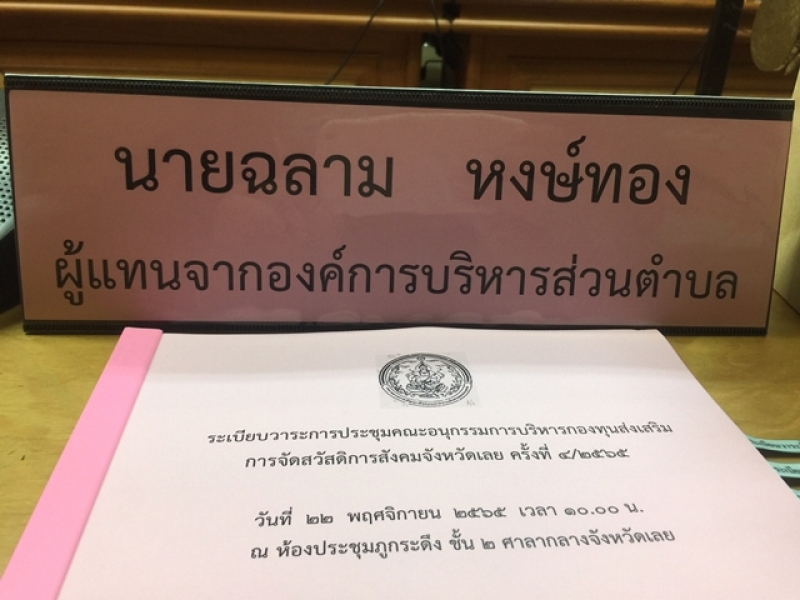 นายฉลาม หงษ์ทอง
ผู้แทนจากองค์การบริหารส่วนตำบล
ระเบียบวาระการประชุมคณะอนุกรรมการบริหารกองทุนส่งเสริม
การจัดสวัสดิการสังคมจังหวัดเลย ครั้งที่ ๔/๒๕๖๕
วันที่ ๒๒ พฤศจิกายน ๒๕๖๕ เวลา ๑๐.๐๐ น.
ณ ห้องประชุมภูกระดึง ชั้น ๒ ศาลากลางจังหวัดเลย